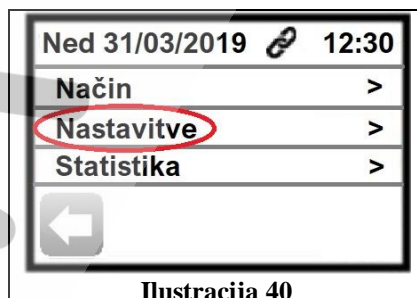 Ned 31/03/2019 12:30
Način >
Nastavitve >
Statistika >
Ilustracija 40